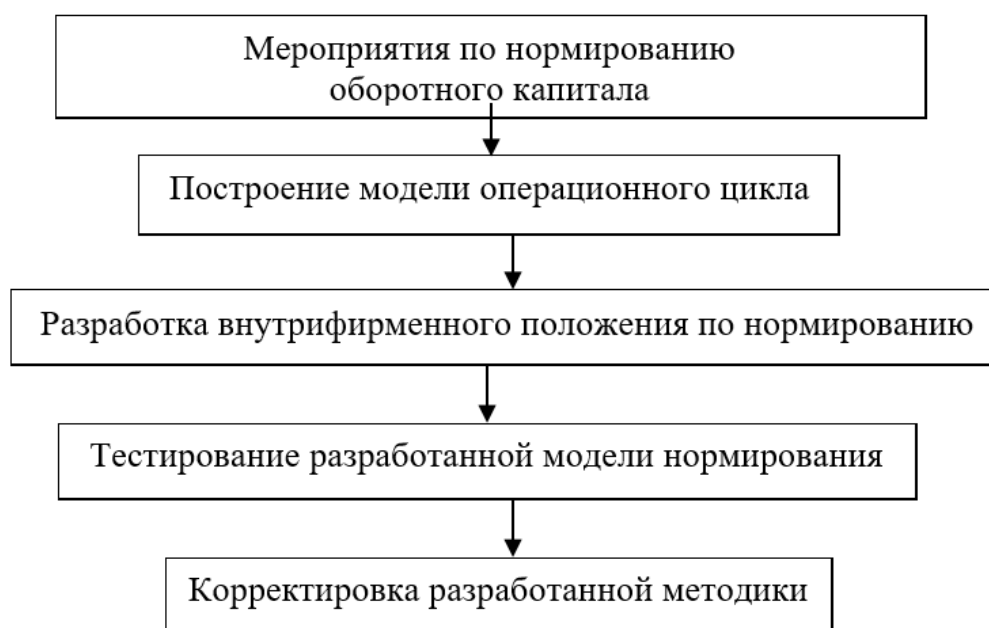 Мероприятия по нормированию
оборотного капитала
Построение модели операционного цикла
Разработка внутрифирменного положения по нормированию
Тестирование разработанной модели нормирования
Корректировка разработанной методики